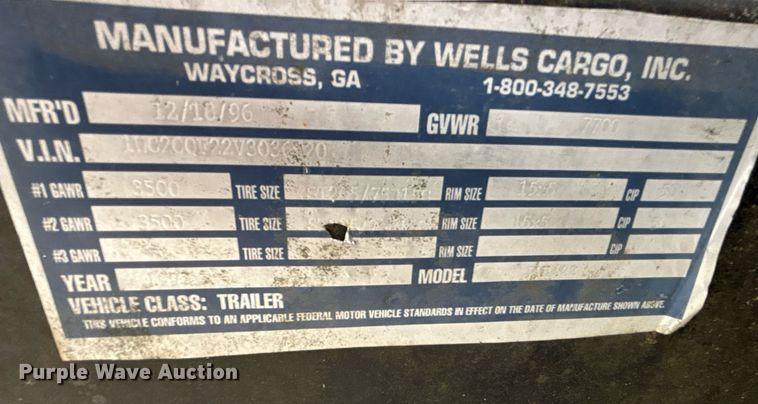 MANUFACTURED BY WELLS CARGO, INC.
WAYCROSS, GA 1-800-348-7553
MFR'D 12/18/96 GVWR 7700
V.I.N.
#1 GAWR 3500 TIRE SIZE RIM SIZE CIP
#2 GAWR 3500 TIRE SIZE RIM SIZE CIP
#3 GAWR TIRE SIZE RIM SIZE CIP
YEAR MODEL
VEHICLE CLASS: TRAILER
THIS VEHICLE CONFORMS TO AN APPLICABLE FEDERAL MOTOR VEHICLE STANDARDS IN EFFECT ON THE DATE OF MANUFACTURE SHOWN ABOVE.
Purple Wave Auction